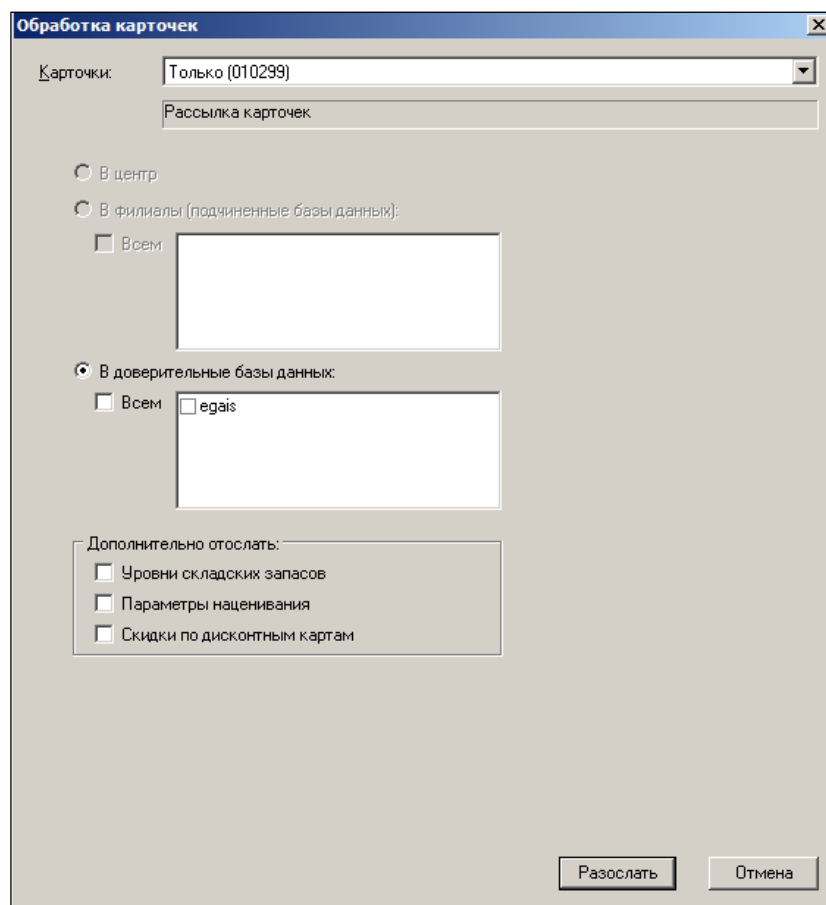 Обработка карточек
Карточки: Только (010299)
Рассылка карточек
В центр
В филиалы (подчиненные базы данных):
Всем
В доверительные базы данных:
Всем egais
Дополнительно отослать:
Уровни складских запасов
Параметры наценивания
Скидки по дисконтным картам
Разослать Отмена